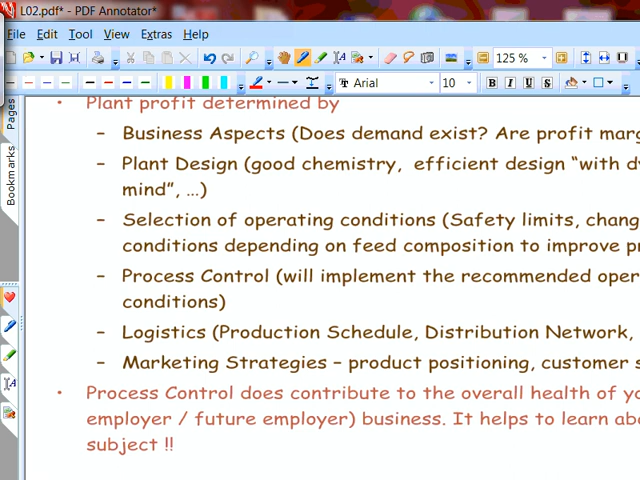 L02.pdf* - PDF Annotator*
File Edit Tool View Extras Help
125 %
Arial 10 B I U S
Pages
Bookmarks
• Plant profit determined by
– Business Aspects (Does demand exist? Are profit marg
– Plant Design (good chemistry, efficient design “with dy
mind”, …)
– Selection of operating conditions (Safety limits, chang
conditions depending on feed composition to improve pr
– Process Control (will implement the recommended oper
conditions)
– Logistics (Production Schedule, Distribution Network,
– Marketing Strategies – product positioning, customer s
• Process Control does contribute to the overall health of yo
employer / future employer) business. It helps to learn abo
subject !!